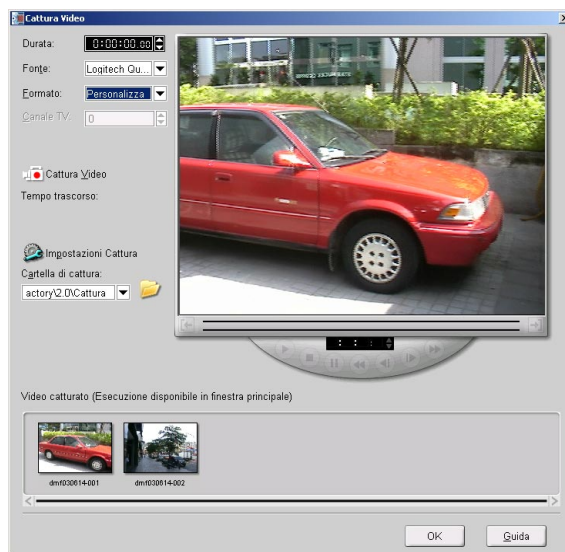 Cattura Video
Durata: 0:00:00.00
Fonte: Logitech Qu...
Formato: Personalizza
Canale TV: 0
Cattura Video
Tempo trascorso:
Impostazioni Cattura
Cartella di cattura:
actory\2.0\Cattura
Video catturato (Esecuzione disponibile in finestra principale)
dmf030614-001 dmf030614-002
OK Guida